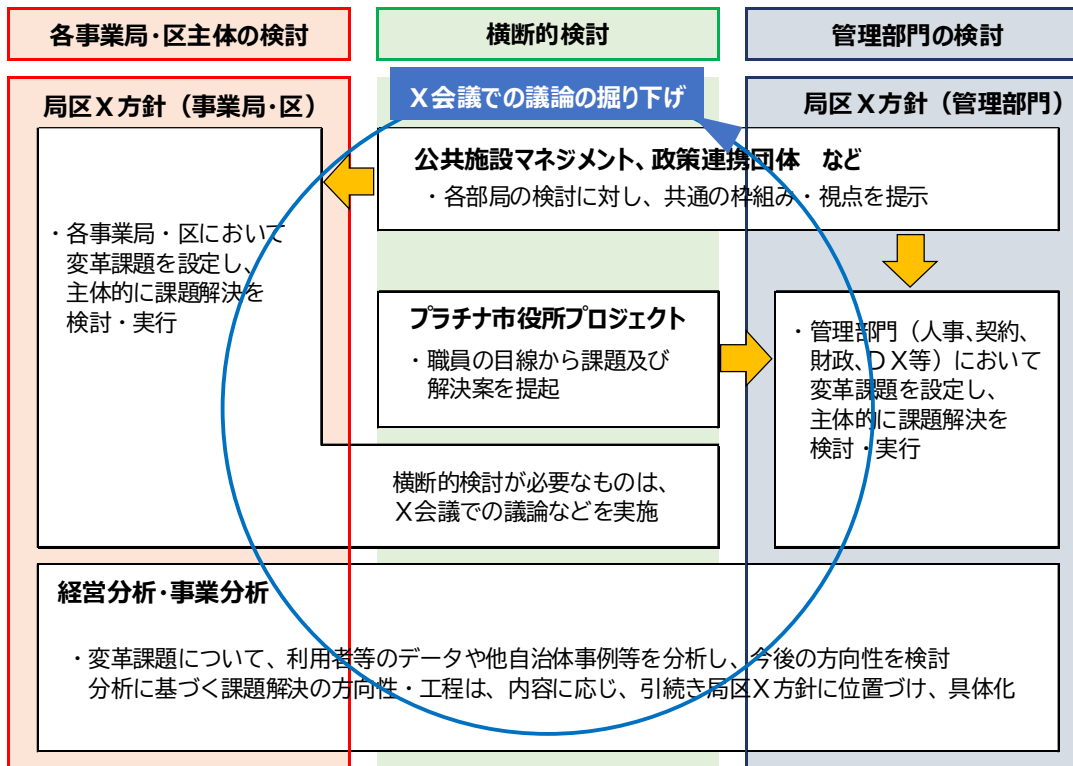 各事業局・区主体の検討
横断的検討
管理部門の検討
局区X方針（事業局・区）
X会議での議論の掘り下げ
局区X方針（管理部門）
公共施設マネジメント、政策連携団体　など
・各部局の検討に対し、共通の枠組み・視点を提示
・各事業局・区において
変革課題を設定し、
主体的に課題解決を
検討・実行
プラチナ市役所プロジェクト
・職員の目線から課題及び
解決案を提起
・管理部門（人事、契約、
財政、DX等）において
変革課題を設定し、
主体的に課題解決を
検討・実行
横断的検討が必要なものは、
X会議での議論などを実施
経営分析・事業分析
・変革課題について、利用者等のデータや他自治体事例等を分析し、今後の方向性を検討
分析に基づく課題解決の方向性・工程は、内容に応じ、引続き局区X方針に位置づけ、具体化